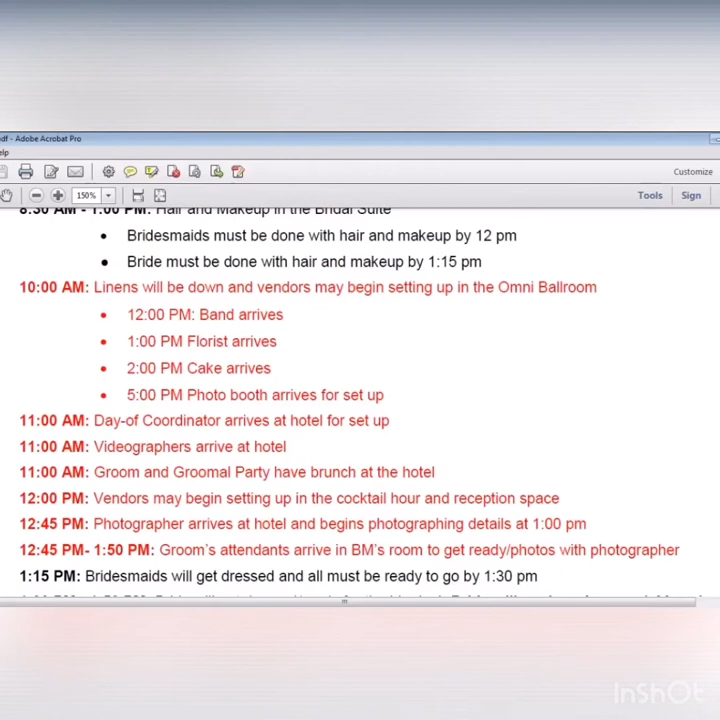 df - Adobe Acrobat Pro
elp
Customize
150%
Tools
Sign
8:30 AM - 1:00 PM: Hair and Makeup in the Bridal Suite
• Bridesmaids must be done with hair and makeup by 12 pm
• Bride must be done with hair and makeup by 1:15 pm
10:00 AM: Linens will be down and vendors may begin setting up in the Omni Ballroom
• 12:00 PM: Band arrives
• 1:00 PM Florist arrives
• 2:00 PM Cake arrives
• 5:00 PM Photo booth arrives for set up
11:00 AM: Day-of Coordinator arrives at hotel for set up
11:00 AM: Videographers arrive at hotel
11:00 AM: Groom and Groomal Party have brunch at the hotel
12:00 PM: Vendors may begin setting up in the cocktail hour and reception space
12:45 PM: Photographer arrives at hotel and begins photographing details at 1:00 pm
12:45 PM- 1:50 PM: Groom's attendants arrive in BM's room to get ready/photos with photographer
1:15 PM: Bridesmaids will get dressed and all must be ready to go by 1:30 pm
InShOt